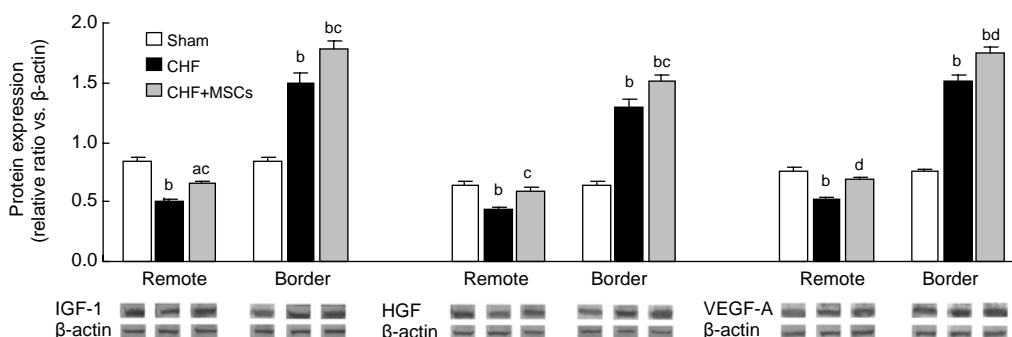 Protein expression
(relative ratio vs. β-actin)
2.0
1.5
1.0
0.5
0.0
Sham
CHF
CHF+MSCs
b
ac
b
bc
b
c
b
bc
b
d
b
bd
Remote
Border
Remote
Border
Remote
Border
IGF-1
β-actin
HGF
β-actin
VEGF-A
β-actin